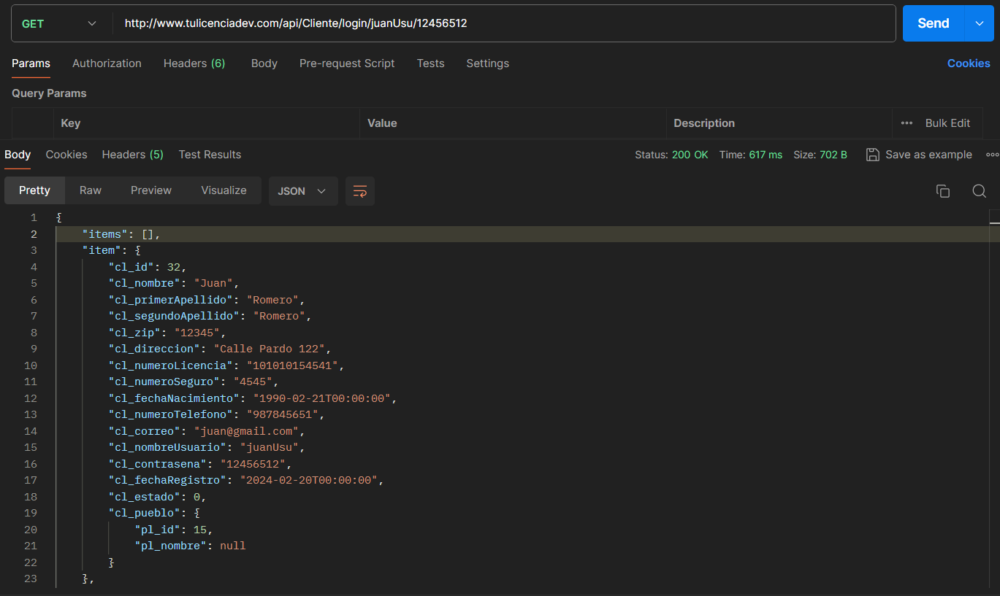 GET http://www.tulicenciadev.com/api/Cliente/login/juanUsu/12456512 Send
Params Authorization Headers (6) Body Pre-request Script Tests Settings Cookies
Query Params
Key Value Description ••• Bulk Edit
Body Cookies Headers (5) Test Results Status: 200 OK Time: 617 ms Size: 702 B Save as example •••
Pretty Raw Preview Visualize JSON
1 {
2 "items": [],
3 "item": {
4 "cl_id": 32,
5 "cl_nombre": "Juan",
6 "cl_primerApellido": "Romero",
7 "cl_segundoApellido": "Romero",
8 "cl_zip": "12345",
9 "cl_direccion": "Calle Pardo 122",
10 "cl_numeroLicencia": "101010154541",
11 "cl_numeroSeguro": "4545",
12 "cl_fechaNacimiento": "1990-02-21T00:00:00",
13 "cl_numeroTelefono": "987845651",
14 "cl_correo": "juan@gmail.com",
15 "cl_nombreUsuario": "juanUsu",
16 "cl_contrasena": "12456512",
17 "cl_fechaRegistro": "2024-02-20T00:00:00",
18 "cl_estado": 0,
19 "cl_pueblo": {
20 "pl_id": 15,
21 "pl_nombre": null
22 }
23 },